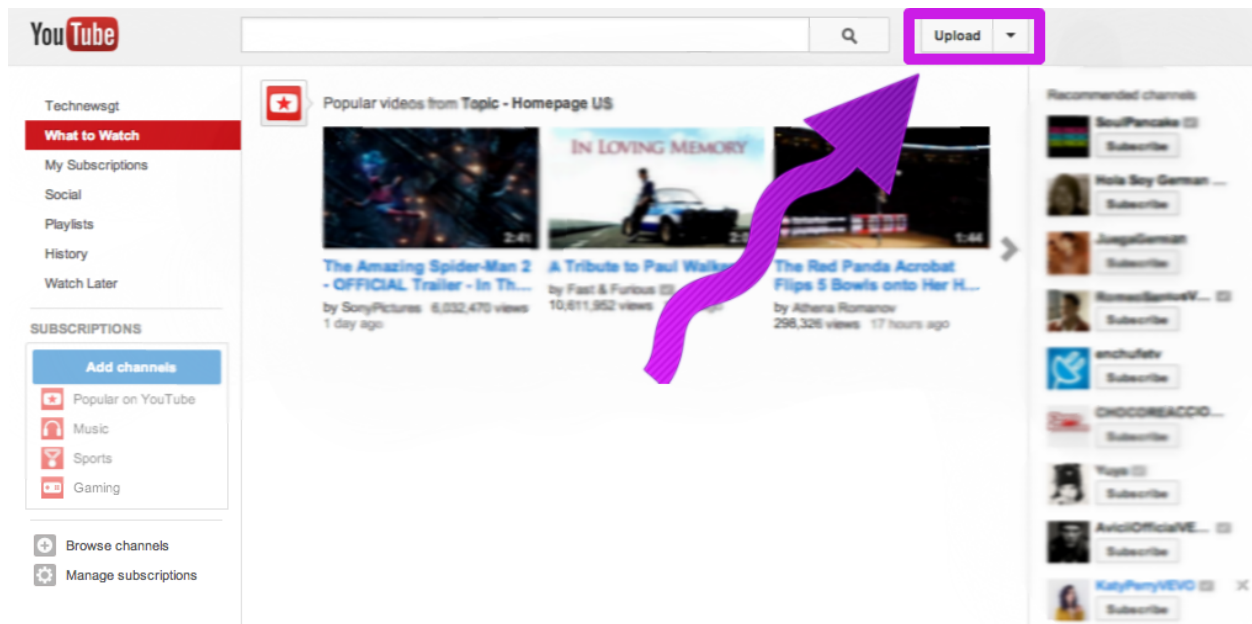 YouTube
Upload
Technewsgt
What to Watch
My Subscriptions
Social
Playlists
History
Watch Later
SUBSCRIPTIONS
Add channels
Popular on YouTube
Music
Sports
Gaming
Browse channels
Manage subscriptions
Popular videos from Topic - Homepage US
IN LOVING MEMORY
2:41
1:44
The Amazing Spider-Man 2
- OFFICIAL Trailer - In Th...
by SonyPictures 6,032,470 views
1 day ago
A Tribute to Paul Walker
by Fast & Furious
10,611,952 views
The Red Panda Acrobat
Flips 5 Bowls onto Her H...
by Athena Romanov
298,326 views 17 hours ago
Recommended channels
SoulPancake
Subscribe
Hola Soy German ...
Subscribe
JuegaGerman
Subscribe
Subscribe
enchufetv
Subscribe
CHOCOREACCIO...
Subscribe
Yuya
Subscribe
AviciiOfficialVE...
Subscribe
KatyPerryVEVO
Subscribe